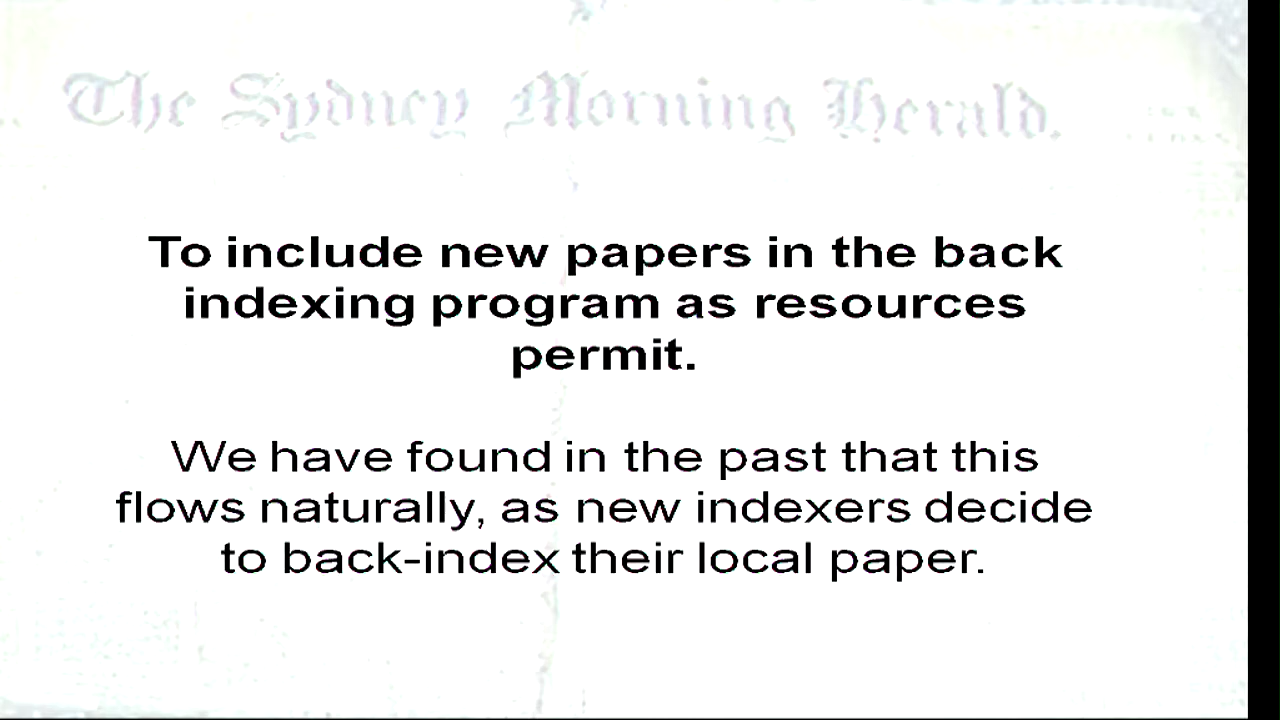 The Sydney Morning Herald.
To include new papers in the back
indexing program as resources
permit.
We have found in the past that this
flows naturally, as new indexers decide
to back-index their local paper.